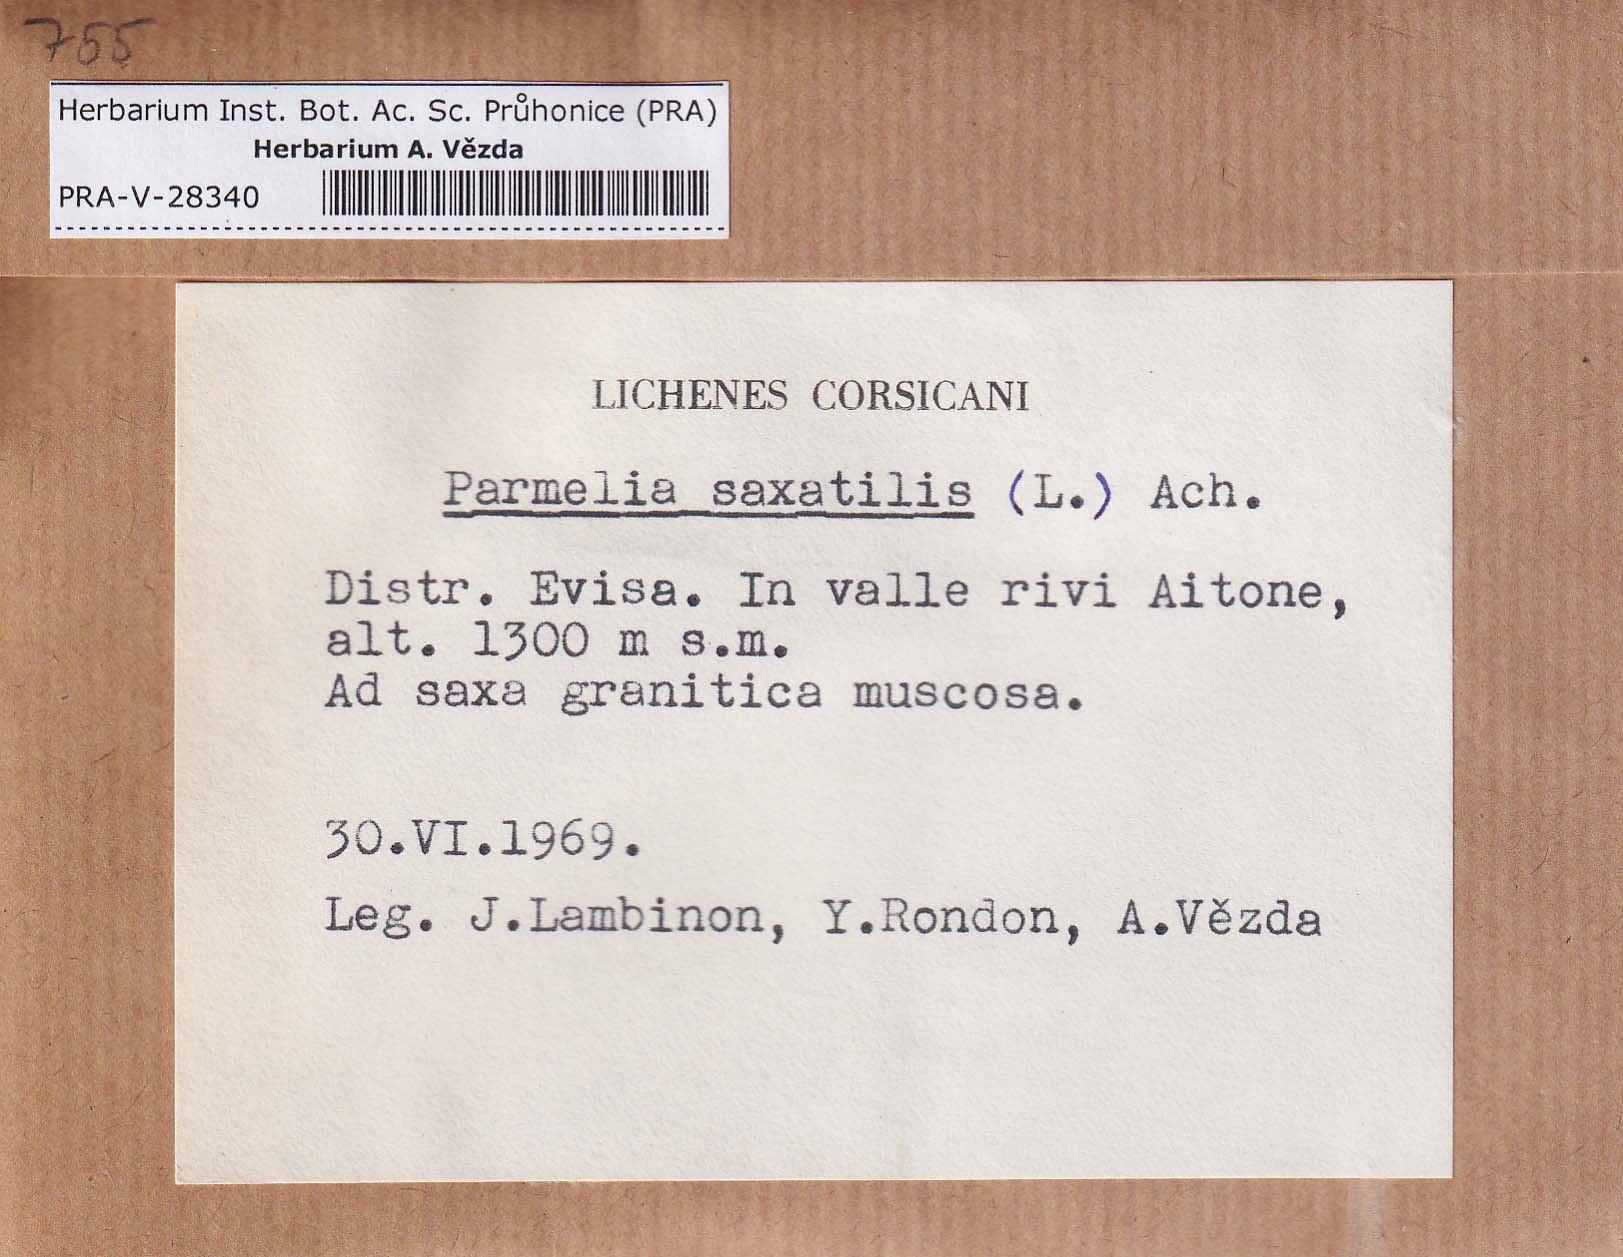 755
Herbarium Inst. Bot. Ac. Sc. Průhonice (PRA)
Herbarium A. Vězda
PRA-V-28340
LICHENES CORSICANI
Parmelia saxatilis (L.) Ach.
Distr. Evisa. In valle rivi Aitone,
alt. 1300 m s.m.
Ad saxa granitica muscosa.
30.VI.1969.
Leg. J.Lambinon, Y.Rondon, A.Vězda